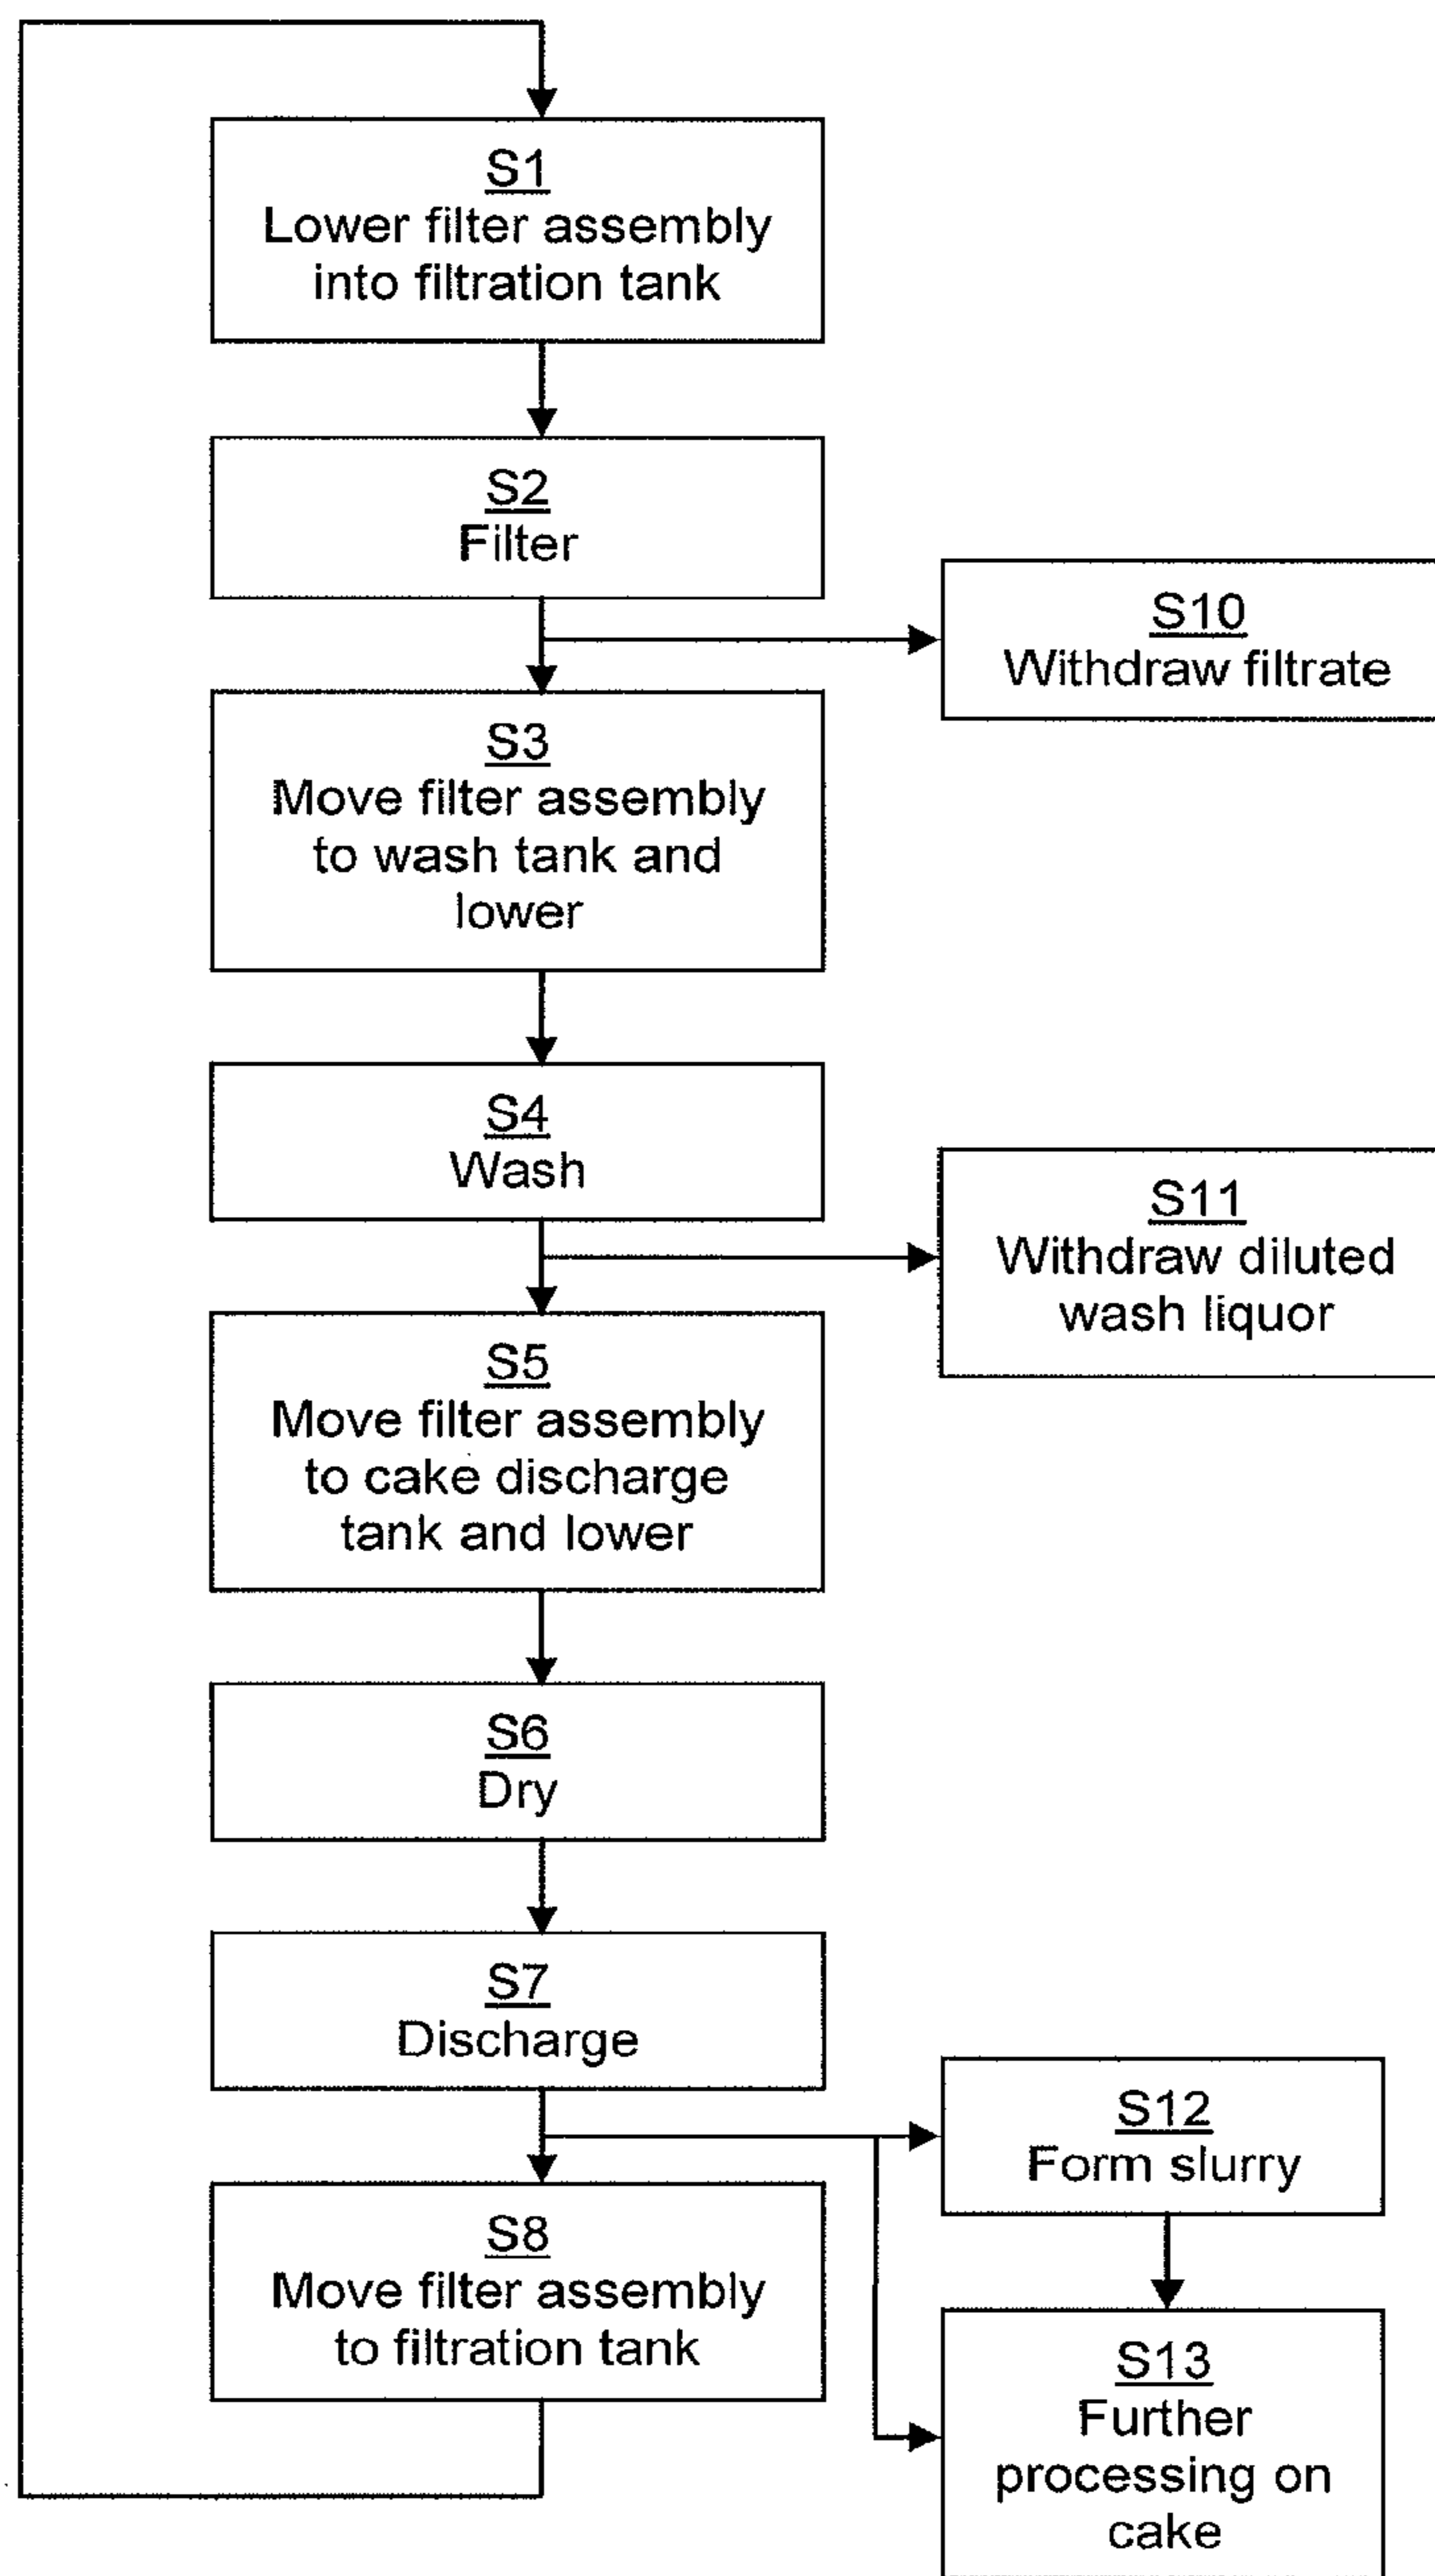 S1
Lower filter assembly
into filtration tank
S2
Filter
S10
Withdraw filtrate
S3
Move filter assembly
to wash tank and
lower
S4
Wash
S11
Withdraw diluted
wash liquor
S5
Move filter assembly
to cake discharge
tank and lower
S6
Dry
S7
Discharge
S12
Form slurry
S8
Move filter assembly
to filtration tank
S13
Further
processing on
cake